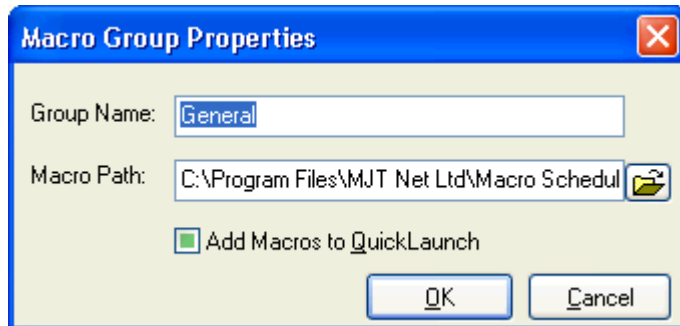 Macro Group Properties
Group Name: General
Macro Path: C:\Program Files\MJT Net Ltd\Macro Schedul
Add Macros to QuickLaunch
OK Cancel